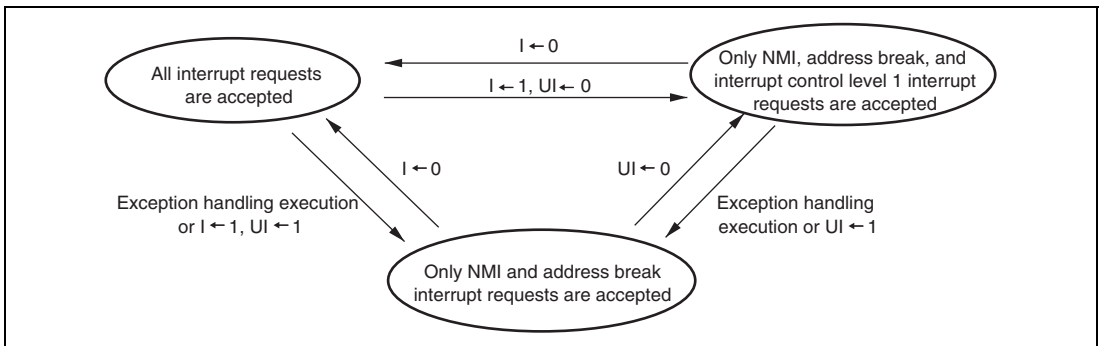 I ← 0
All interrupt requests
are accepted
I ← 1, UI ← 0
Only NMI, address break, and
interrupt control level 1 interrupt
requests are accepted
I ← 0
UI ← 0
Exception handling execution
or I ← 1, UI ← 1
Exception handling
execution or UI ← 1
Only NMI and address break
interrupt requests are accepted